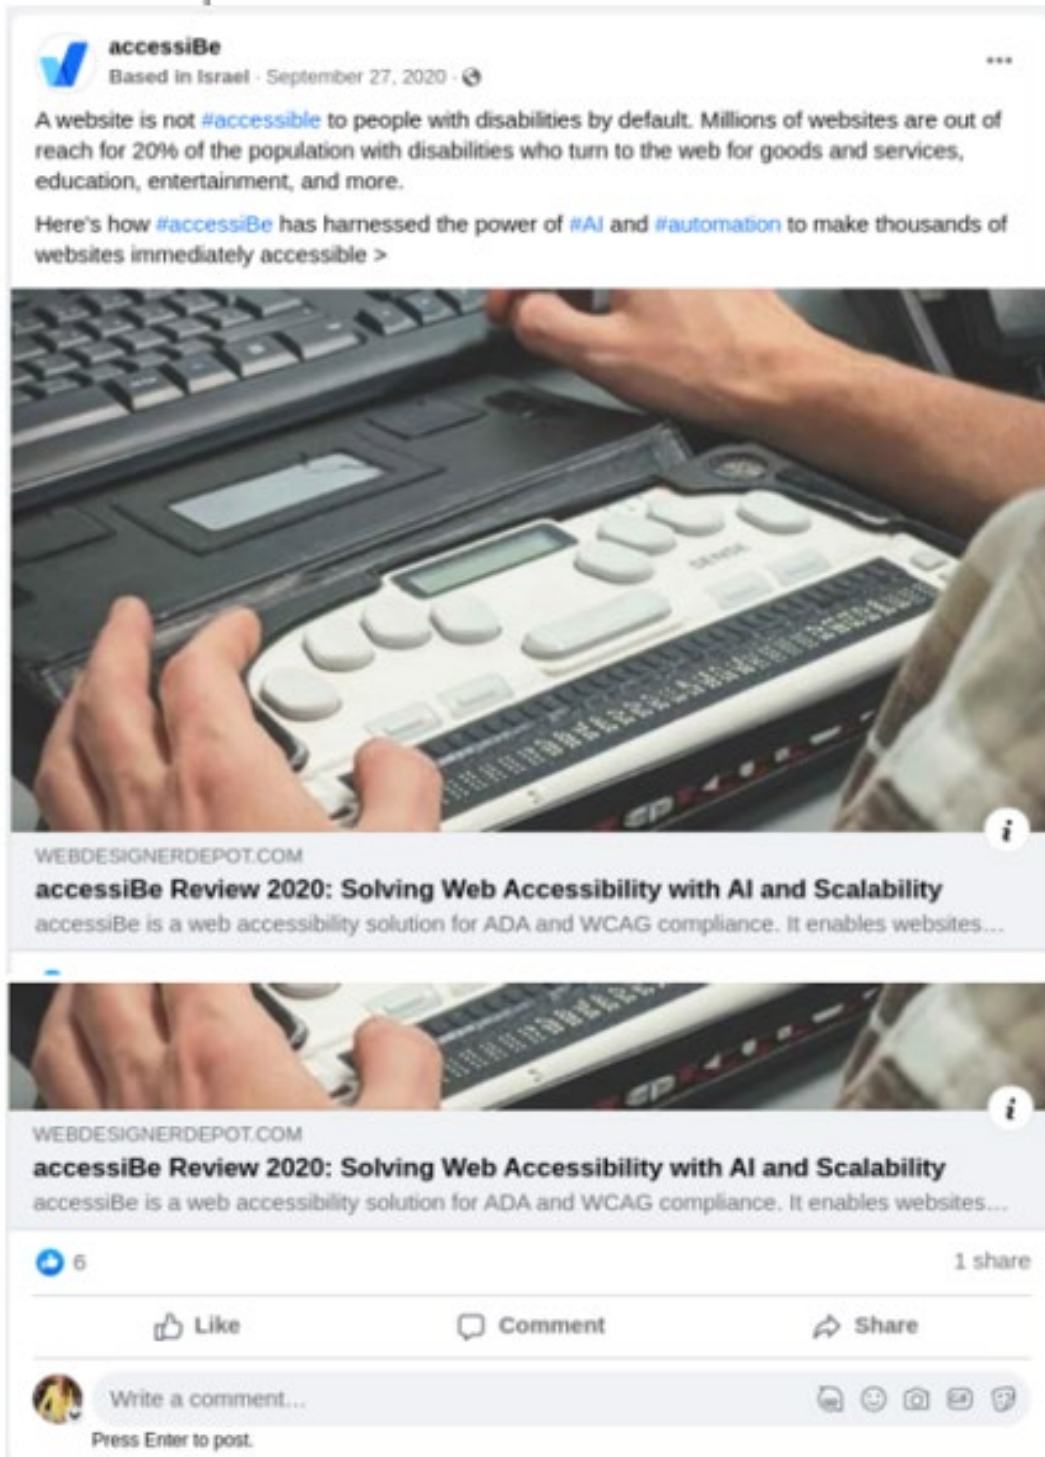 accessiBe
Based in Israel · September 27, 2020 ·
A website is not #accessible to people with disabilities by default. Millions of websites are out of
reach for 20% of the population with disabilities who turn to the web for goods and services,
education, entertainment, and more.
Here's how #accessiBe has harnessed the power of #AI and #automation to make thousands of
websites immediately accessible >
SENSE
WEBDESIGNERDEPOT.COM
accessiBe Review 2020: Solving Web Accessibility with AI and Scalability
accessiBe is a web accessibility solution for ADA and WCAG compliance. It enables websites...
WEBDESIGNERDEPOT.COM
accessiBe Review 2020: Solving Web Accessibility with AI and Scalability
accessiBe is a web accessibility solution for ADA and WCAG compliance. It enables websites...
6 1 share
Like Comment Share
Write a comment... GIF
Press Enter to post.